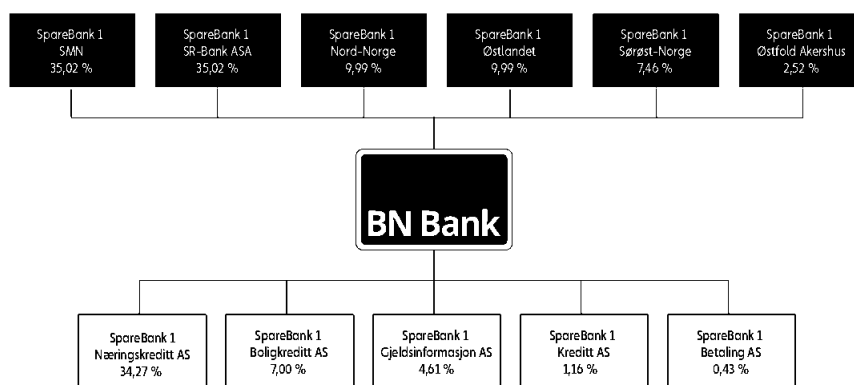 SpareBank 1
SMN
35,02 %
SpareBank 1
SR-Bank ASA
35,02 %
SpareBank 1
Nord-Norge
9,99 %
SpareBank 1
Østlandet
9,99 %
SpareBank 1
Sørøst-Norge
7,46 %
SpareBank 1
Østfold Akershus
2,52 %
BN Bank
SpareBank 1
Næringskreditt AS
34,27 %
SpareBank 1
Boligkreditt AS
7,00 %
SpareBank 1
Gjeldsinformasjon AS
4,61 %
SpareBank 1
Kreditt AS
1,16 %
SpareBank 1
Betaling AS
0,43 %